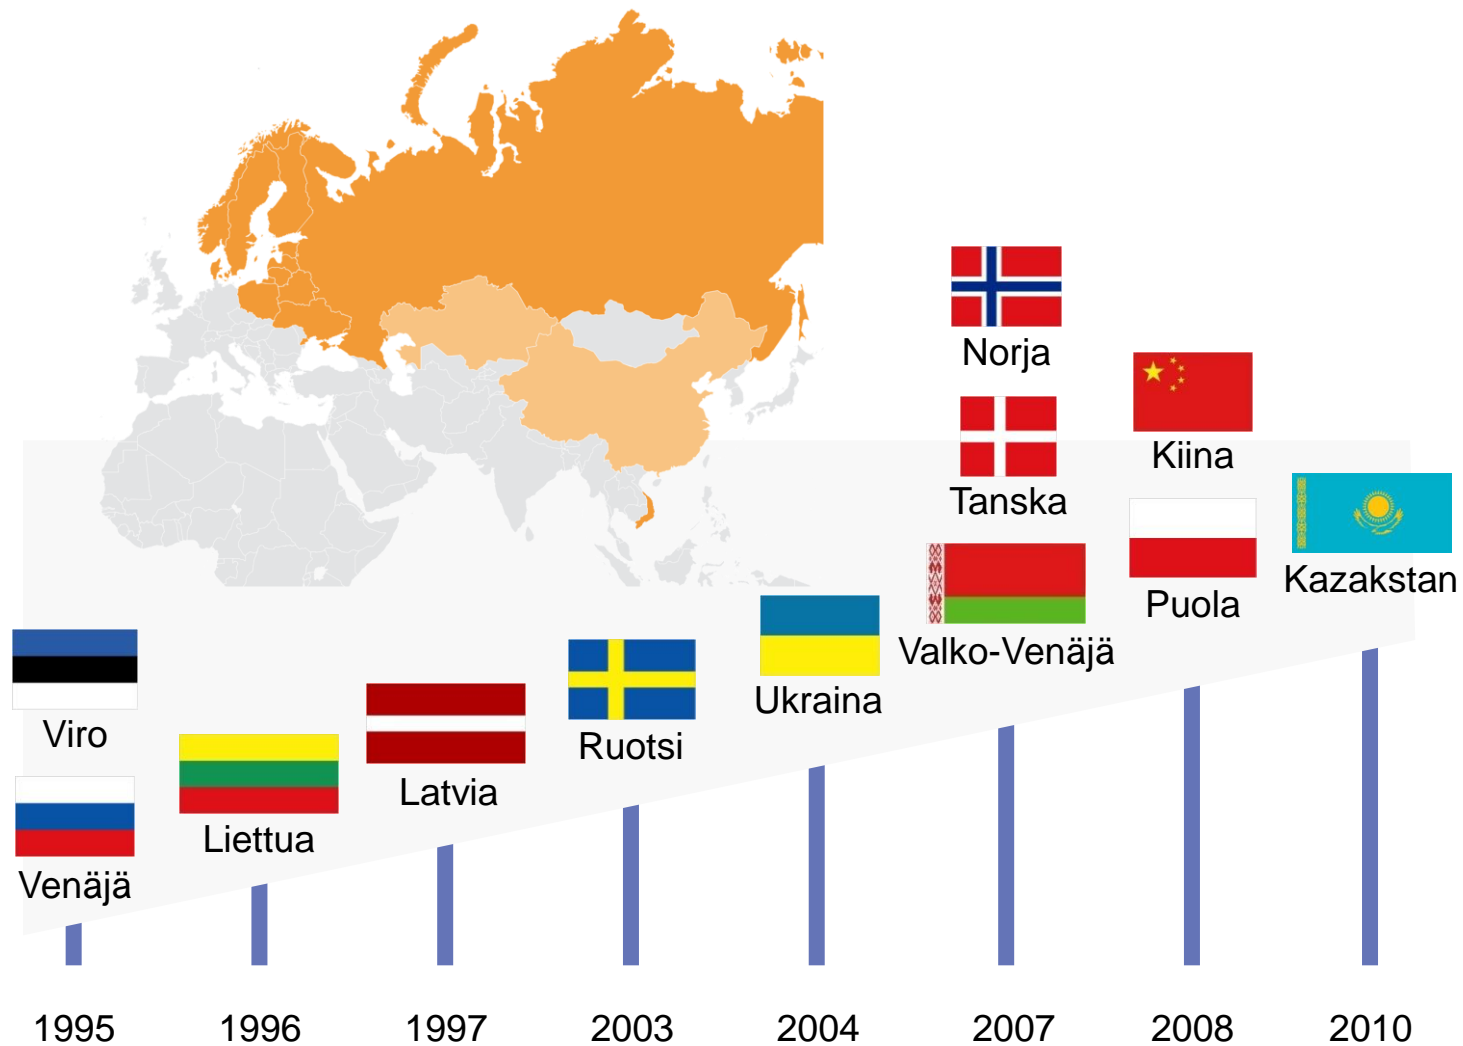 Norja
Kiina
Tanska
Kazakstan
Puola
Valko-Venäjä
Ukraina
Viro
Ruotsi
Latvia
Liettua
Venäjä
1995
1996
1997
2003
2004
2007
2008
2010